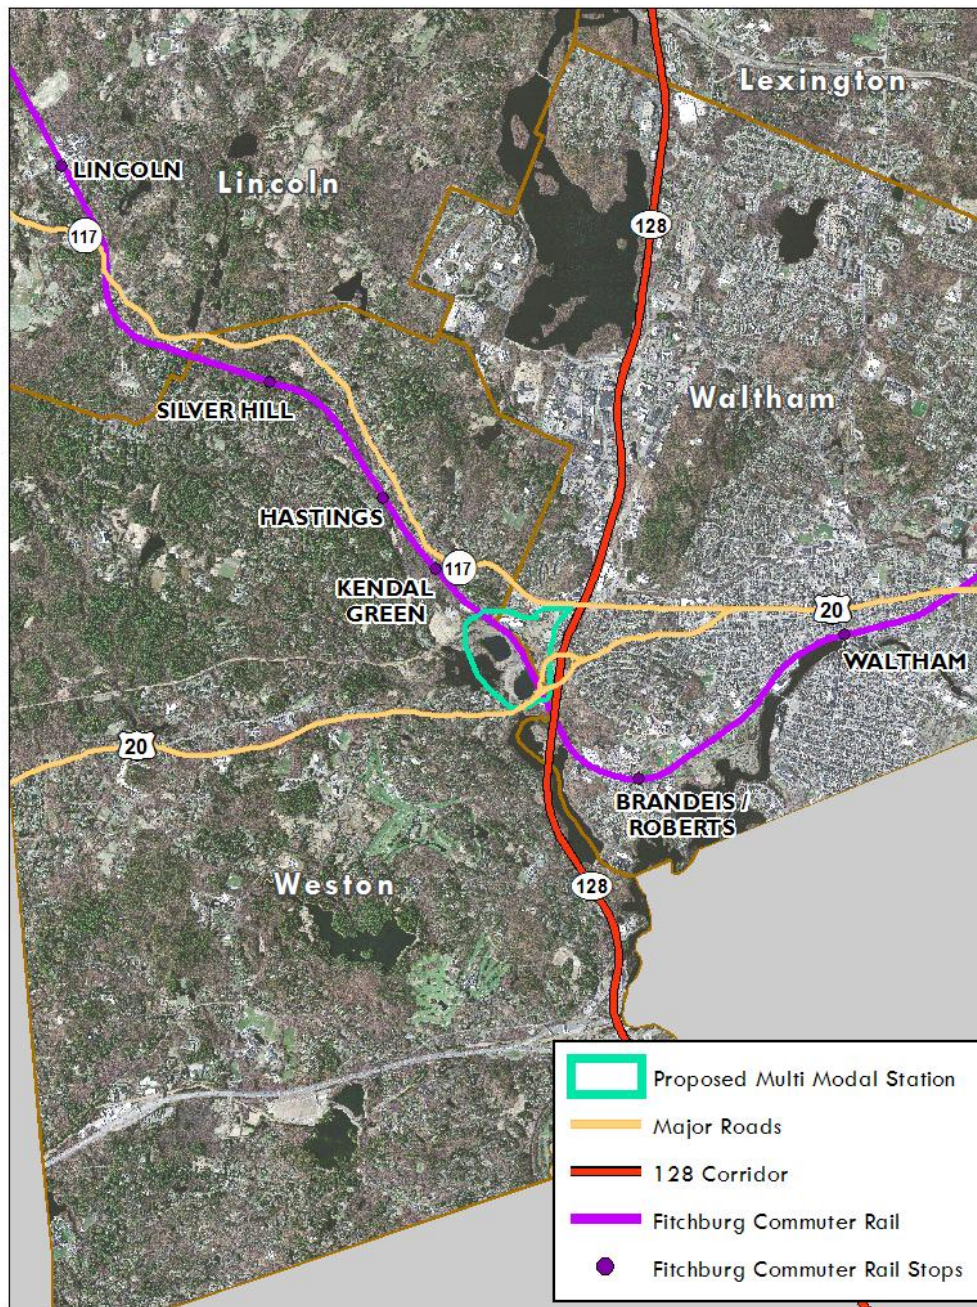 Lexington
LINCOLN
Lincoln
117
128
Waltham
SILVER HILL
HASTINGS
KENDAL
GREEN
117
20
WALTHAM
20
BRANDEIS /
ROBERTS
Weston
128
Proposed Multi Modal Station
Major Roads
128 Corridor
Fitchburg Commuter Rail
Fitchburg Commuter Rail Stops